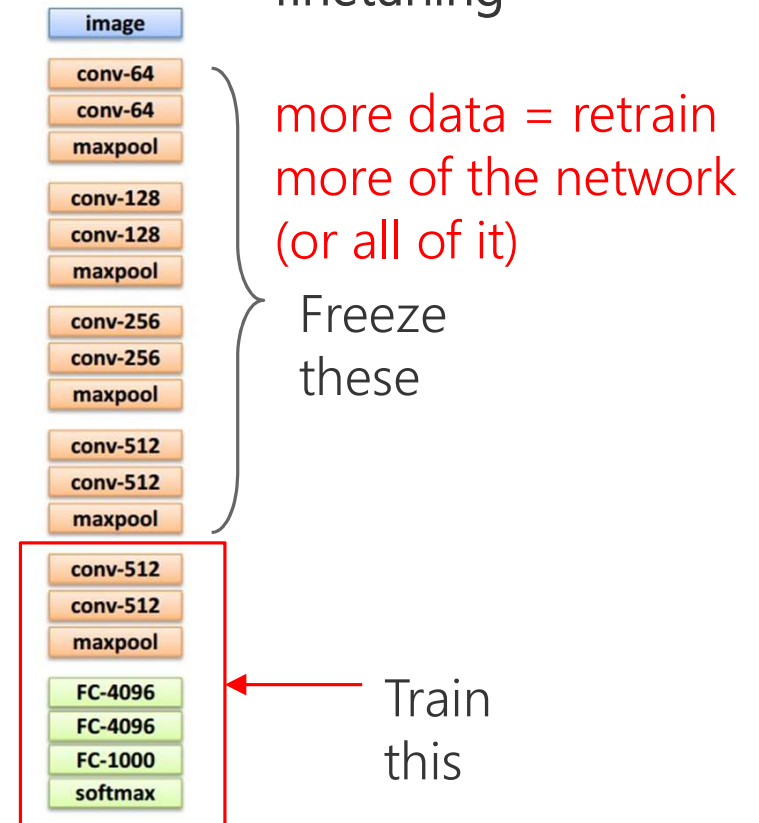 finetuning
image
conv-64
conv-64
maxpool
conv-128
conv-128
maxpool
conv-256
conv-256
maxpool
conv-512
conv-512
maxpool
conv-512
conv-512
maxpool
FC-4096
FC-4096
FC-1000
softmax
more data = retrain
more of the network
(or all of it)
Freeze
these
Train
this